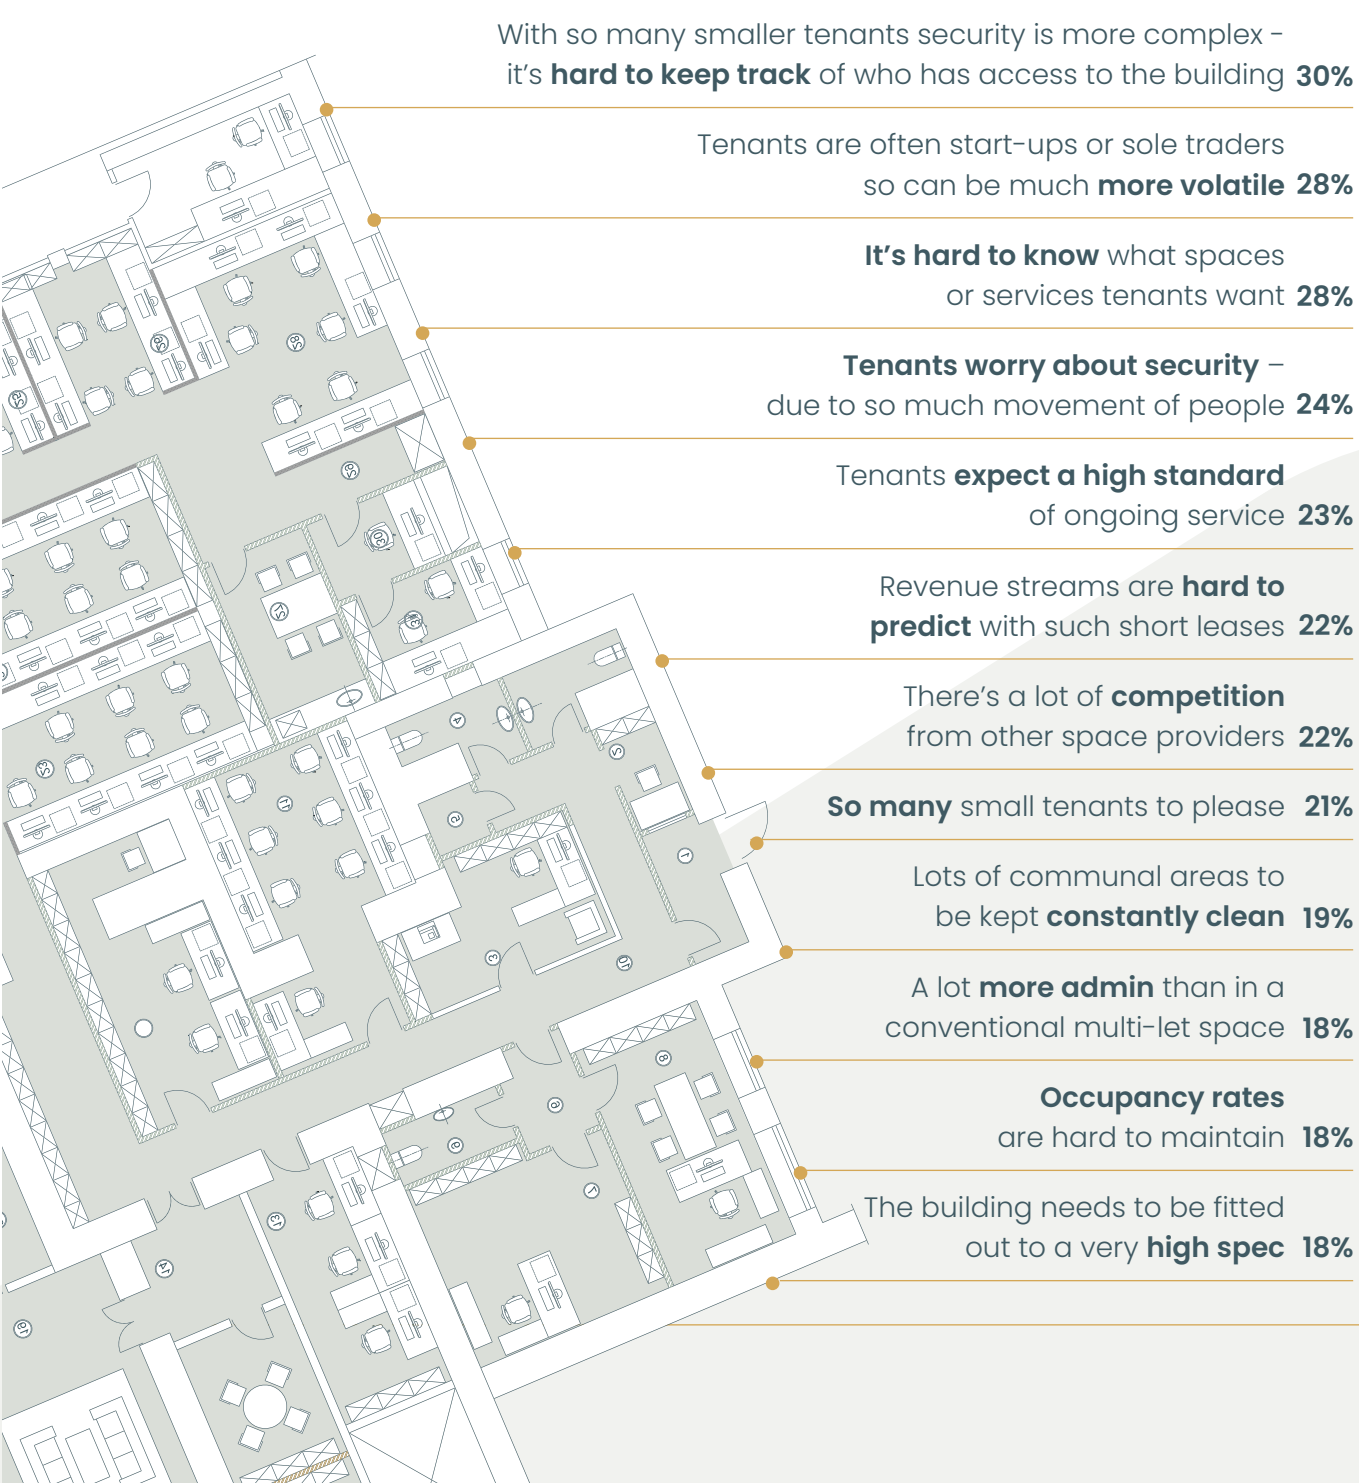 With so many smaller tenants security is more complex -
it's hard to keep track of who has access to the building 30%
Tenants are often start-ups or sole traders
so can be much more volatile 28%
It's hard to know what spaces
or services tenants want 28%
Tenants worry about security –
due to so much movement of people 24%
Tenants expect a high standard
of ongoing service 23%
Revenue streams are hard to
predict with such short leases 22%
There's a lot of competition
from other space providers 22%
So many small tenants to please 21%
Lots of communal areas to
be kept constantly clean 19%
A lot more admin than in a
conventional multi-let space 18%
Occupancy rates
are hard to maintain 18%
The building needs to be fitted
out to a very high spec 18%